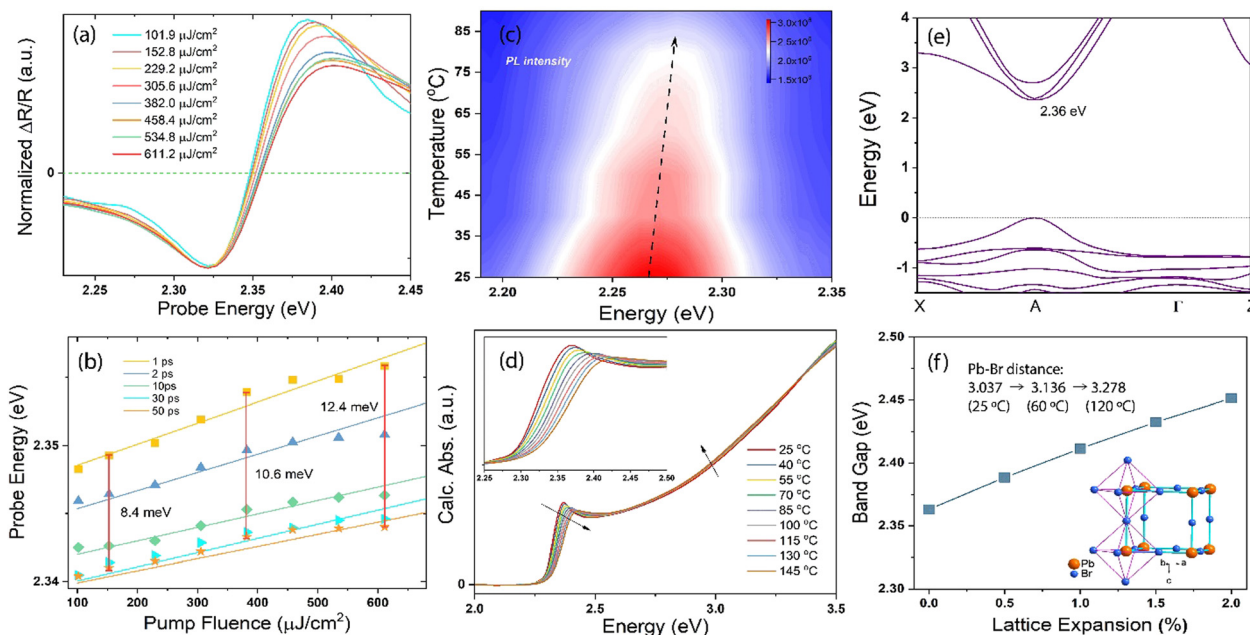 (a)
101.9 μJ/cm²
152.8 μJ/cm²
229.2 μJ/cm²
305.6 μJ/cm²
382.0 μJ/cm²
458.4 μJ/cm²
534.8 μJ/cm²
611.2 μJ/cm²
Normalized ΔR/R (a.u.)
0
2.25 2.30 2.35 2.40 2.45
Probe Energy (eV)
(c)
PL intensity
3.0x10⁶
Temperature (°C)
85
75
65
55
45
35
25
2.20 2.25 2.30 2.35
Energy (eV)
(e)
Energy (eV)
4
3
2
1
0
-1
2.36 eV
X A Γ Z
(b)
1 ps
2 ps
10ps
30 ps
50 ps
Probe Energy (eV)
2.35
2.34
8.4 meV
10.6 meV
12.4 meV
100 200 300 400 500 600
Pump Fluence (μJ/cm²)
(d)
Calc. Abs. (a.u.)
0
2.25 2.30 2.35 2.40 2.45 2.50
25 °C
40 °C
55 °C
70 °C
85 °C
100 °C
115 °C
130 °C
145 °C
2.0 2.5 3.0 3.5
Energy (eV)
(f)
Band Gap (eV)
2.50
2.45
2.40
2.35
2.30
Pb-Br distance:
3.037 → 3.136 → 3.278
(25 °C) (60 °C) (120 °C)
Pb
Br
b a
c
0.0 0.5 1.0 1.5 2.0
Lattice Expansion (%)